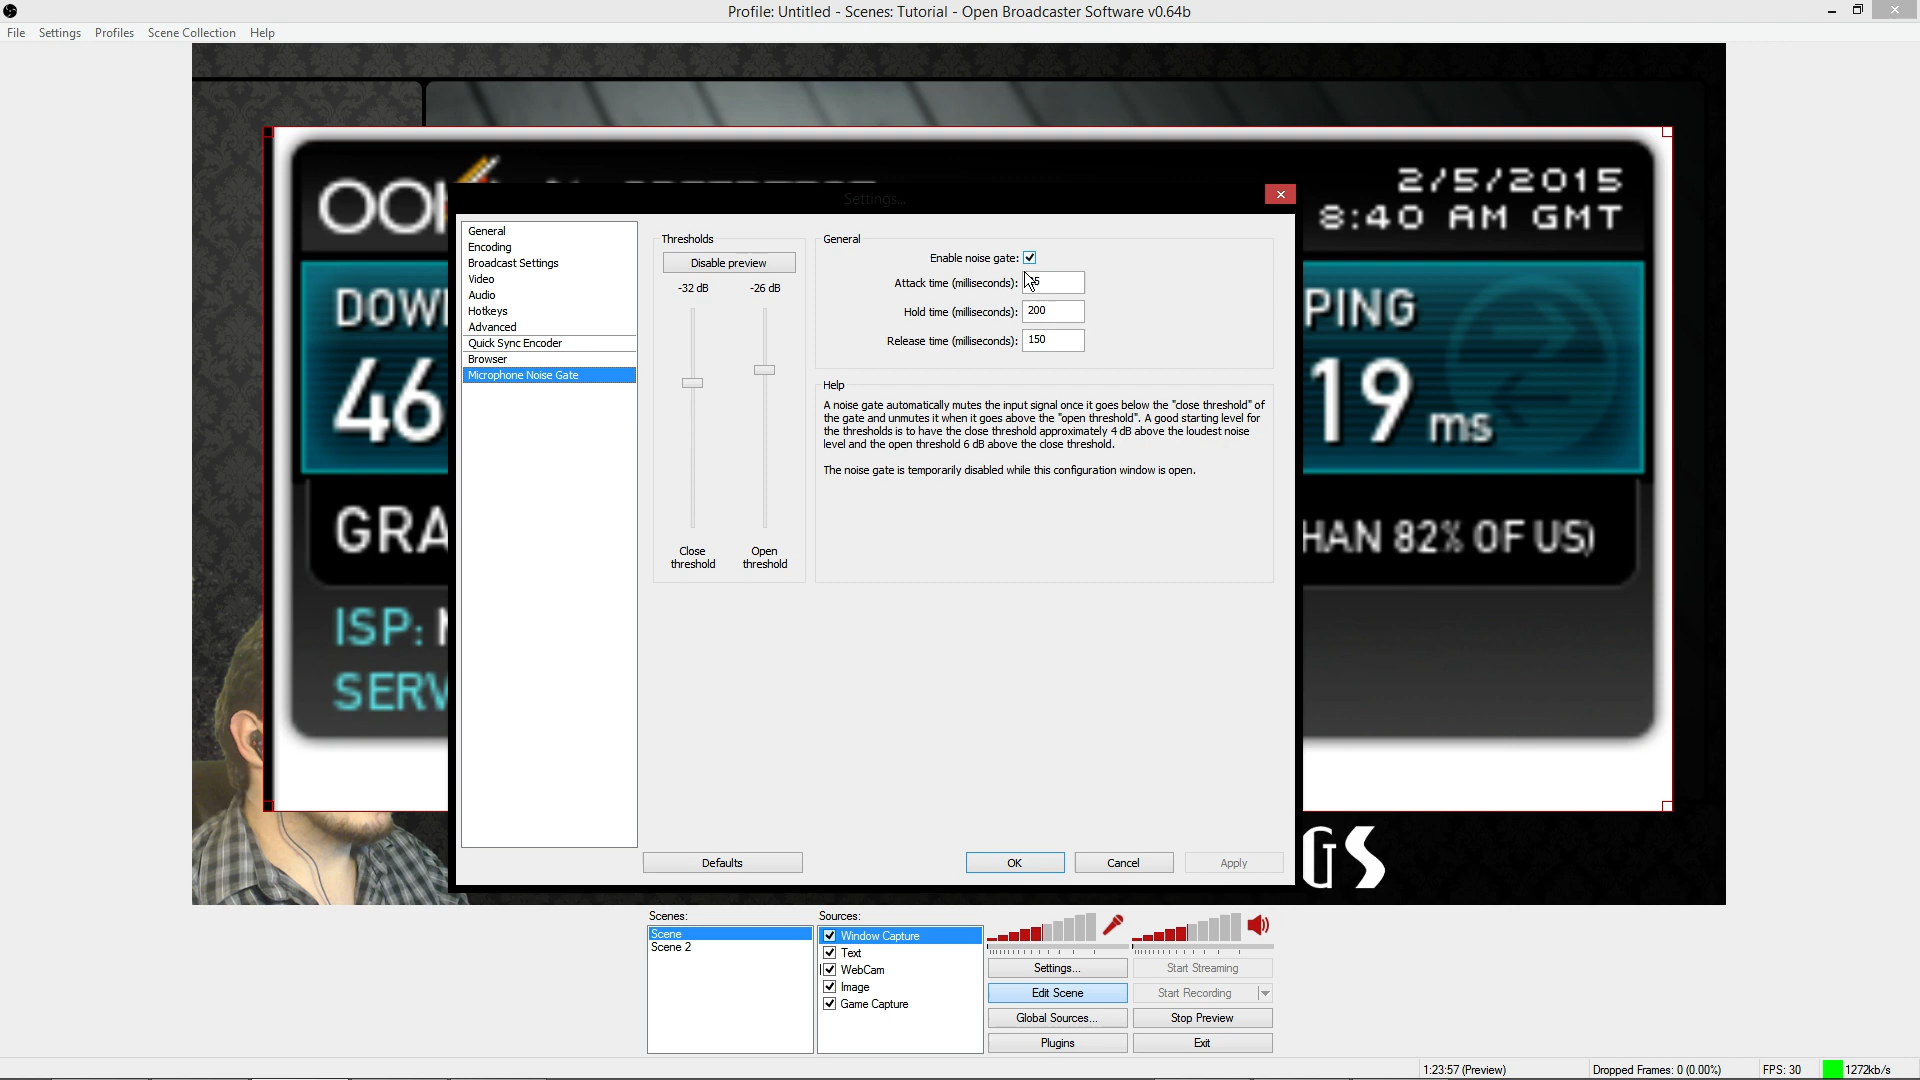 Profile: Untitled - Scenes: Tutorial - Open Broadcaster Software v0.64b
File Settings Profiles Scene Collection Help
2/5/2015
8:40 AM GMT
Settings...
General
Encoding
Broadcast Settings
Video
Audio
Hotkeys
Advanced
Quick Sync Encoder
Browser
Microphone Noise Gate
Thresholds
Disable preview
-32 dB -26 dB
Close threshold
Open threshold
General
Enable noise gate:
Attack time (milliseconds):
Hold time (milliseconds): 200
Release time (milliseconds): 150
Help
A noise gate automatically mutes the input signal once it goes below the "close threshold" of
the gate and unmutes it when it goes above the "open threshold". A good starting level for
the thresholds is to have the close threshold approximately 4 dB above the loudest noise
level and the open threshold 6 dB above the close threshold.
The noise gate is temporarily disabled while this configuration window is open.
Defaults OK Cancel Apply
DOW
46
PING
19 ms
GRA
HAN 82% OF US)
ISP:
SERV
GS
Scenes:
Scene
Scene 2
Sources:
Window Capture
Text
WebCam
Image
Game Capture
Settings... Start Streaming
Edit Scene Start Recording
Global Sources... Stop Preview
Plugins Exit
1:23:57 (Preview) Dropped Frames: 0 (0.00%) FPS: 30 1272kb/s